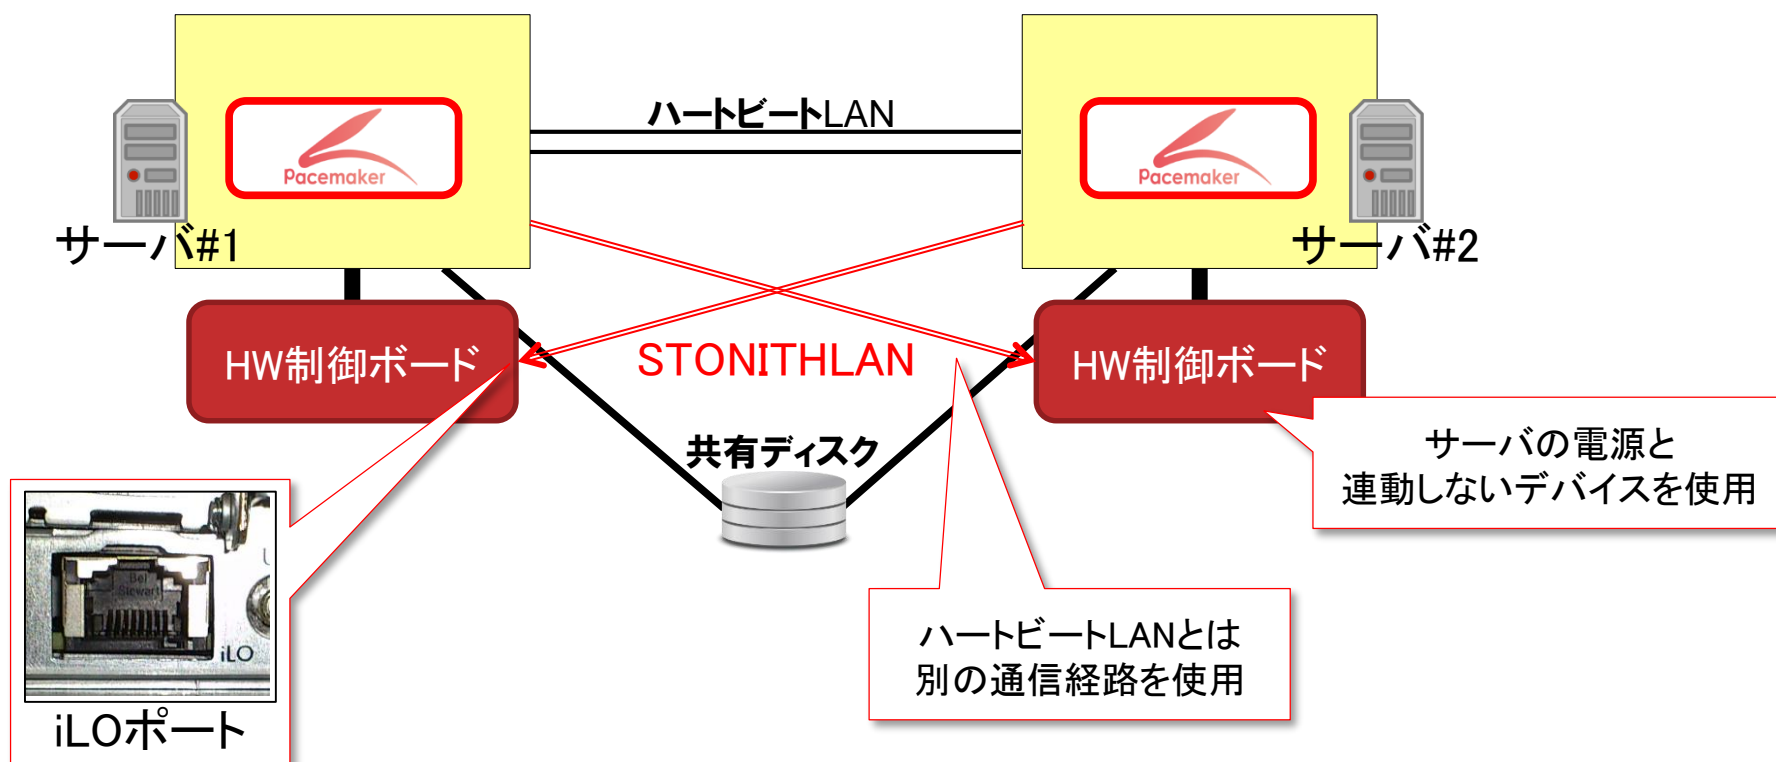 ハートビートLAN
Pacemaker
Pacemaker
サーバ#1
サーバ#2
HW制御ボード
STONITHLAN
HW制御ボード
共有ディスク
サーバの電源と
連動しないデバイスを使用
Bel
Stewart
iLO
iLOポート
ハートビートLANとは
別の通信経路を使用